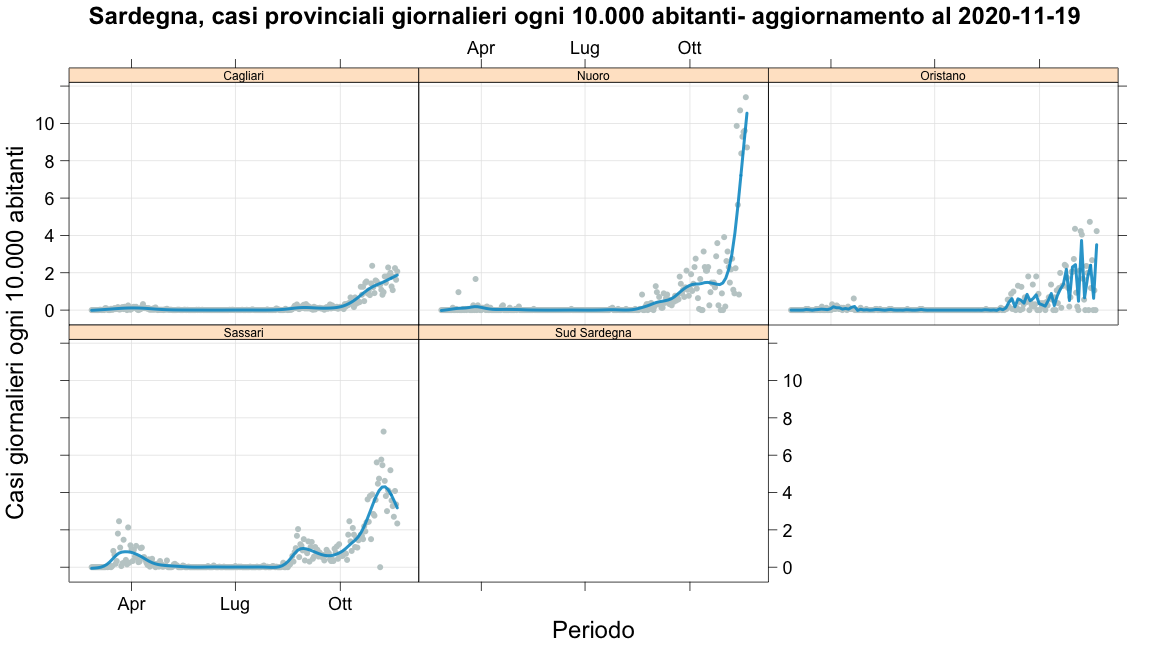 Sardegna, casi provinciali giornalieri ogni 10.000 abitanti- aggiornamento al 2020-11-19
Apr Lug Ott
Cagliari Nuoro Oristano
10
8
6
4
2
0
Casi giornalieri ogni 10.000 abitanti
Sassari Sud Sardegna
10
8
6
4
2
0
Apr Lug Ott
Periodo